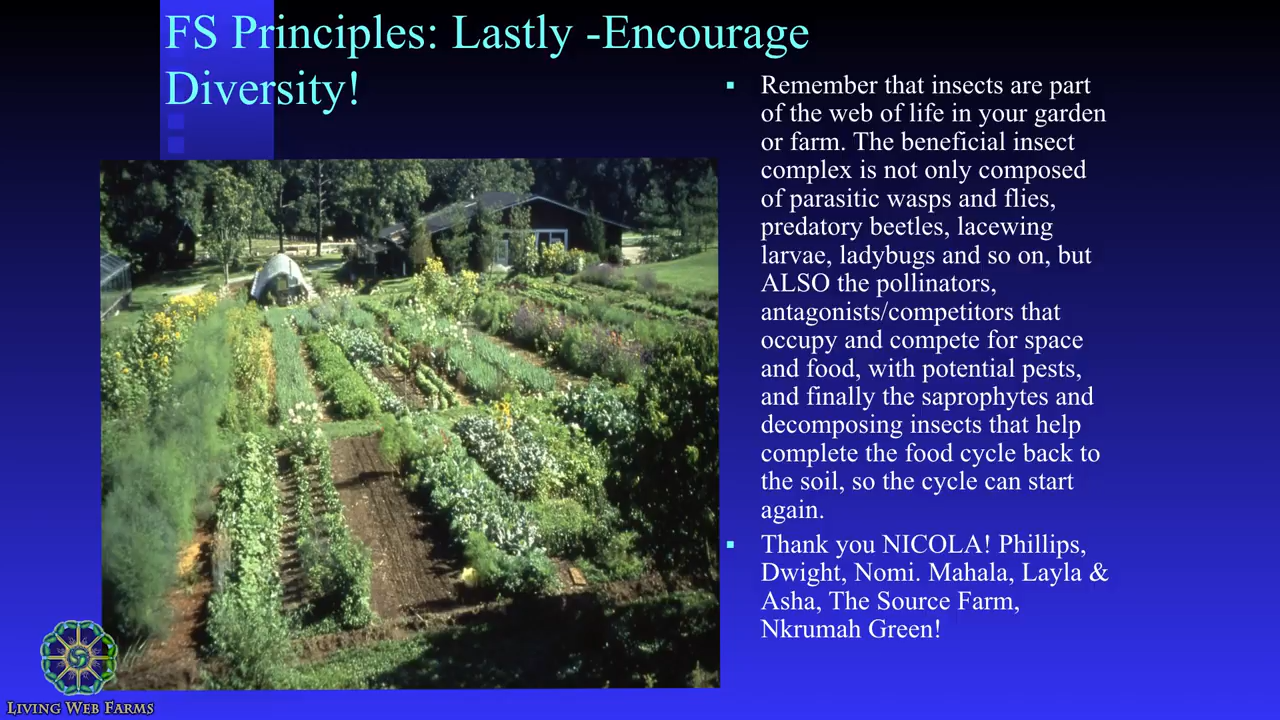 FS Principles: Lastly -Encourage
Diversity!
Remember that insects are part
of the web of life in your garden
or farm. The beneficial insect
complex is not only composed
of parasitic wasps and flies,
predatory beetles, lacewing
larvae, ladybugs and so on, but
ALSO the pollinators,
antagonists/competitors that
occupy and compete for space
and food, with potential pests,
and finally the saprophytes and
decomposing insects that help
complete the food cycle back to
the soil, so the cycle can start
again.
Thank you NICOLA! Phillips,
Dwight, Nomi. Mahala, Layla &
Asha, The Source Farm,
Nkrumah Green!
LIVING WEB FARMS